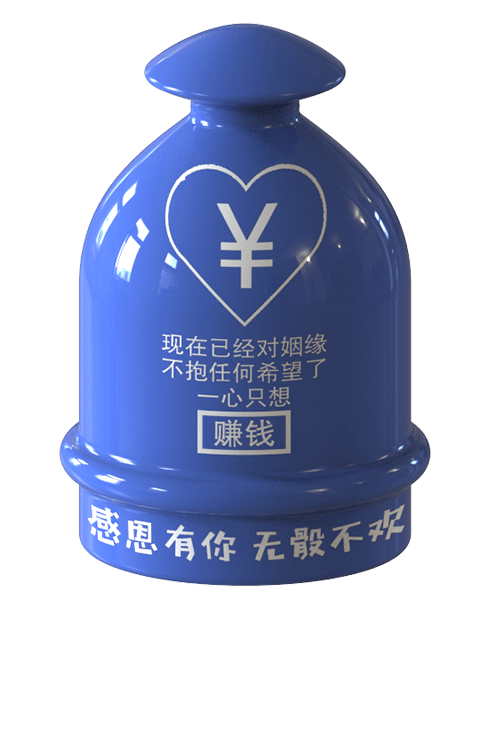 ¥
现在已经对姻缘
不抱任何希望了
一心只想
赚钱
感恩有你 无骰不欢